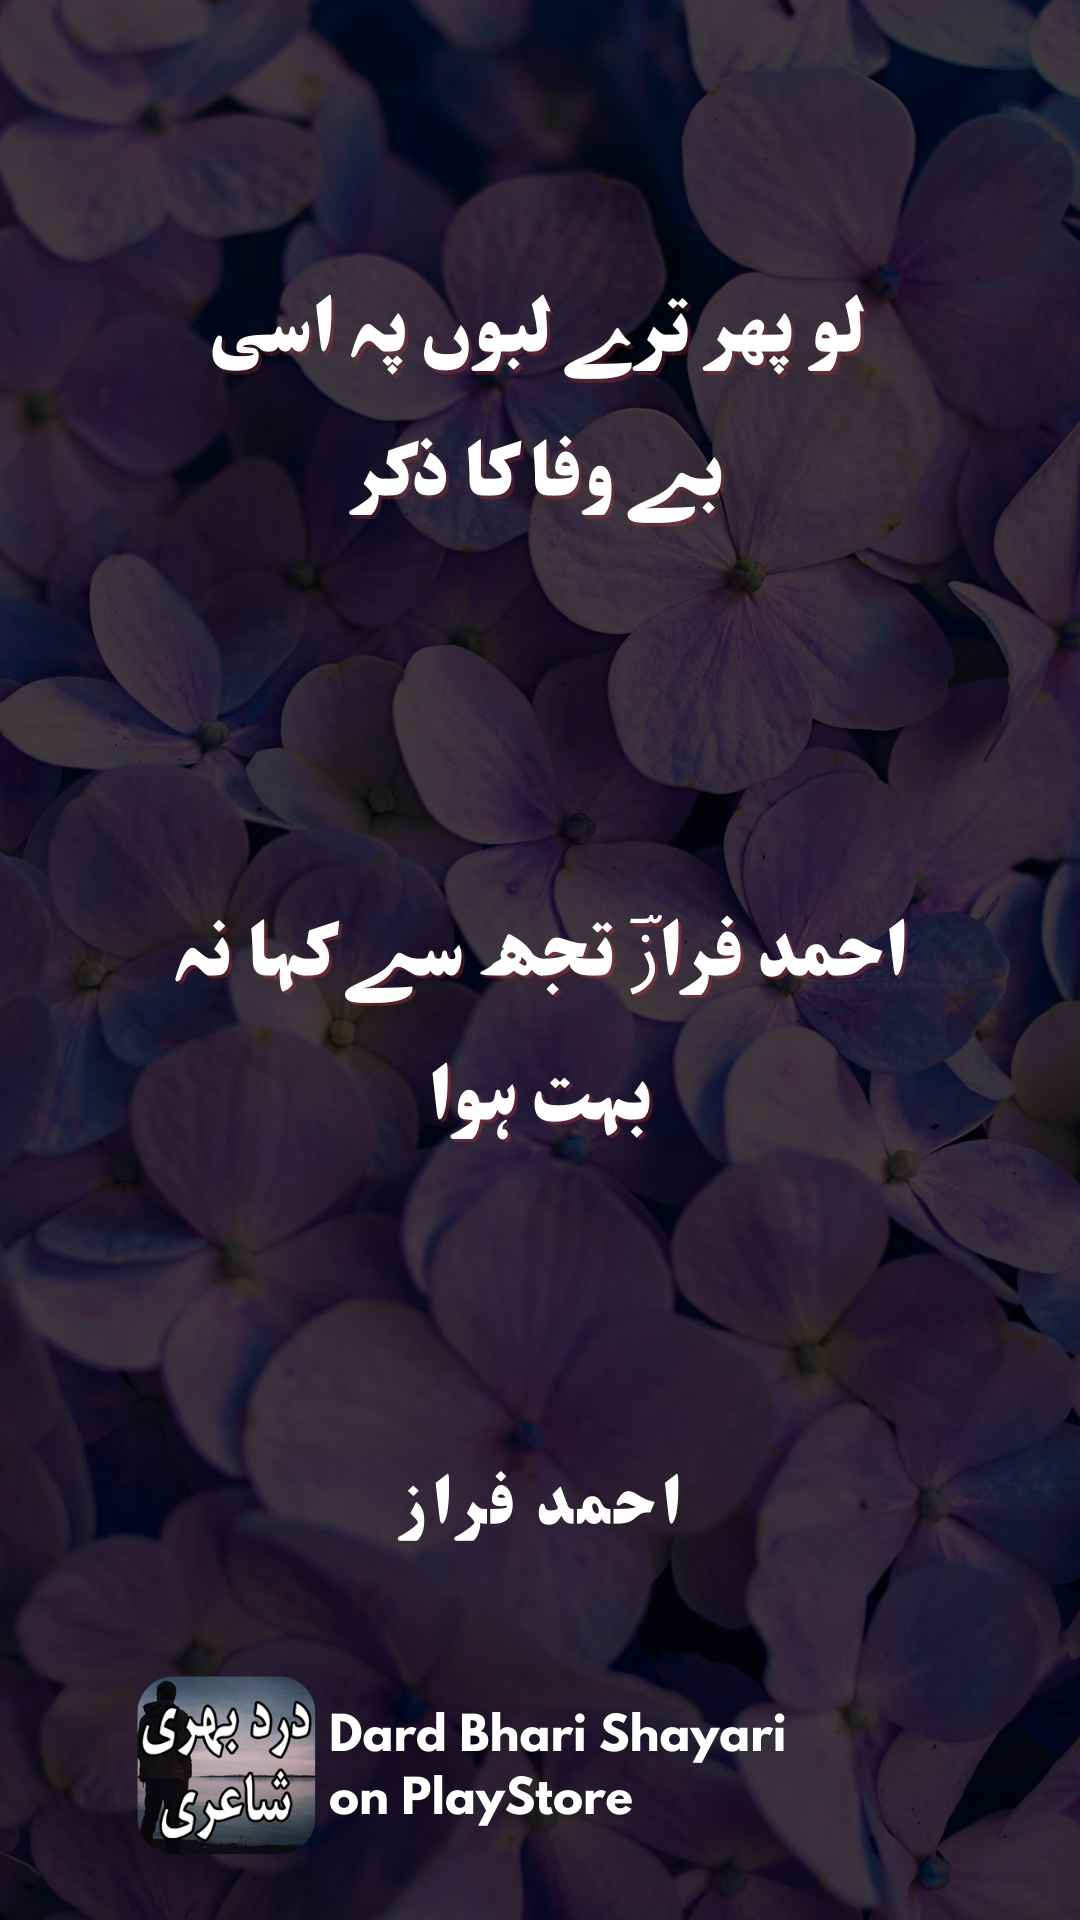 لو پھر ترے لبوں پہ اسی
بے وفا کا ذکر
احمد فرازؔ تجھ سے کہا نہ
بہت ہوا
احمد فراز
درد بھری
شاعری
Dard Bhari Shayari
on PlayStore